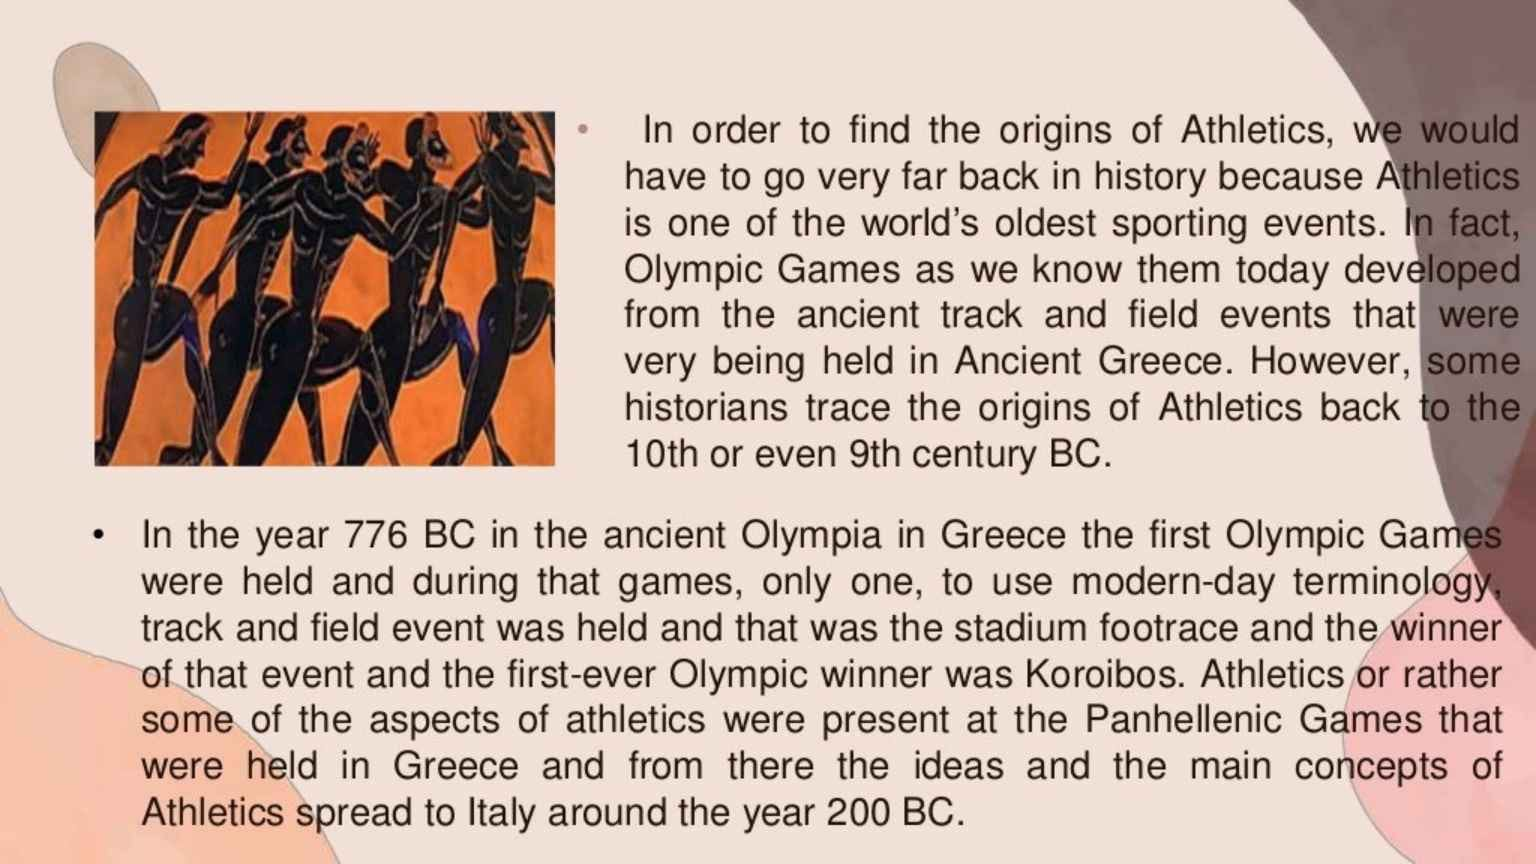 • In order to find the origins of Athletics, we would
have to go very far back in history because Athletics
is one of the world’s oldest sporting events. In fact,
Olympic Games as we know them today developed
from the ancient track and field events that were
very being held in Ancient Greece. However, some
historians trace the origins of Athletics back to the
10th or even 9th century BC.
• In the year 776 BC in the ancient Olympia in Greece the first Olympic Games
were held and during that games, only one, to use modern-day terminology,
track and field event was held and that was the stadium footrace and the winner
of that event and the first-ever Olympic winner was Koroibos. Athletics or rather
some of the aspects of athletics were present at the Panhellenic Games that
were held in Greece and from there the ideas and the main concepts of
Athletics spread to Italy around the year 200 BC.